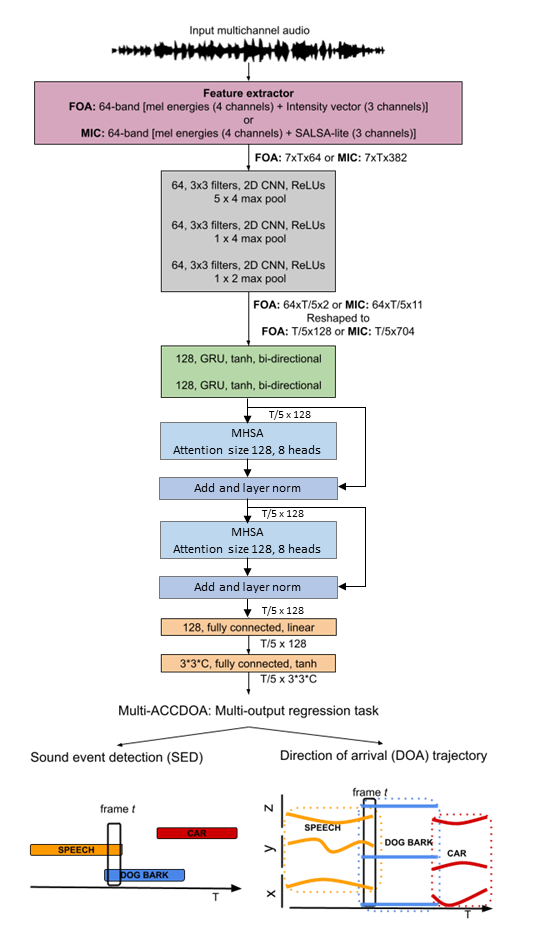 Input multichannel audio
Feature extractor
FOA: 64-band [mel energies (4 channels) + Intensity vector (3 channels)]
or
MIC: 64-band [mel energies (4 channels) + SALSA-lite (3 channels)]
FOA: 7xTx64 or MIC: 7xTx382
64, 3x3 filters, 2D CNN, ReLUs
5 x 4 max pool
64, 3x3 filters, 2D CNN, ReLUs
1 x 4 max pool
64, 3x3 filters, 2D CNN, ReLUs
1 x 2 max pool
FOA: 64xT/5x2 or MIC: 64xT/5x11
Reshaped to
FOA: T/5x128 or MIC: T/5x704
128, GRU, tanh, bi-directional
128, GRU, tanh, bi-directional
T/5 x 128
MHSA
Attention size 128, 8 heads
Add and layer norm
T/5 x 128
MHSA
Attention size 128, 8 heads
Add and layer norm
T/5 x 128
128, fully connected, linear
T/5 x 128
3*3*C, fully connected, tanh
T/5 x 3*3*C
Multi-ACCDOA: Multi-output regression task
Sound event detection (SED)
frame t
CAR
SPEECH
DOG BARK
T
Direction of arrival (DOA) trajectory
frame t
z
SPEECH
DOG BARK
y
CAR
x
T